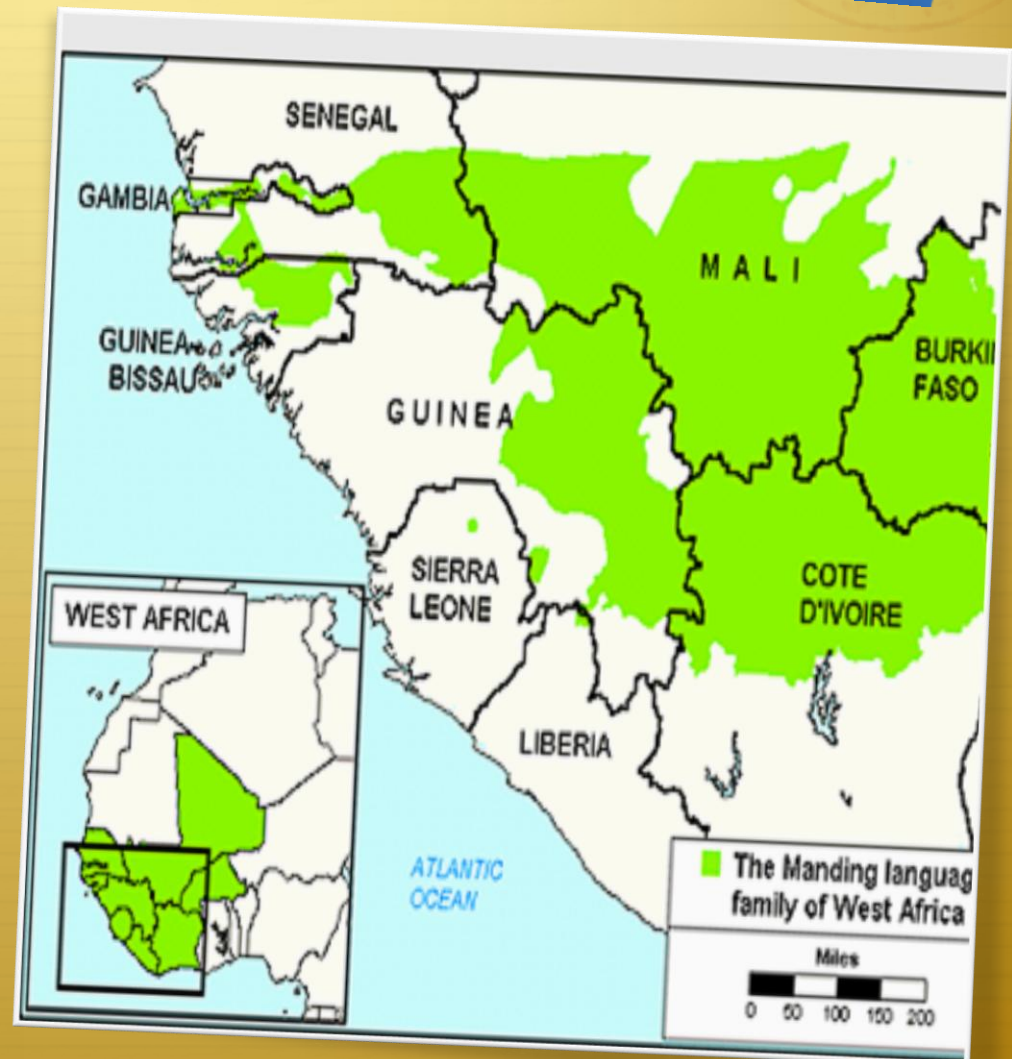 SENEGAL
GAMBIA
MALI
GUINEA
BISSAU
BURKI
FASO
GUINEA
SIERRA
LEONE
COTE
D'IVOIRE
WEST AFRICA
LIBERIA
ATLANTIC
OCEAN
The Manding languag
family of West Africa
Miles
0 50 100 150 200